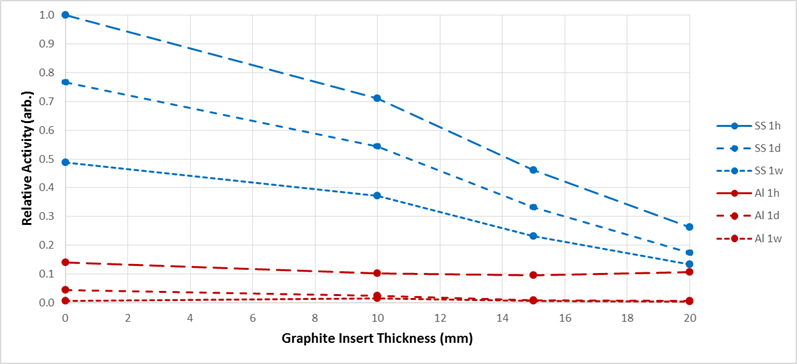 Relative Activity (arb.)
1.0
0.9
0.8
0.7
0.6
0.5
0.4
0.3
0.2
0.1
0.0
0 2 4 6 8 10 12 14 16 18 20
Graphite Insert Thickness (mm)
SS 1h
SS 1d
SS 1w
Al 1h
Al 1d
Al 1w